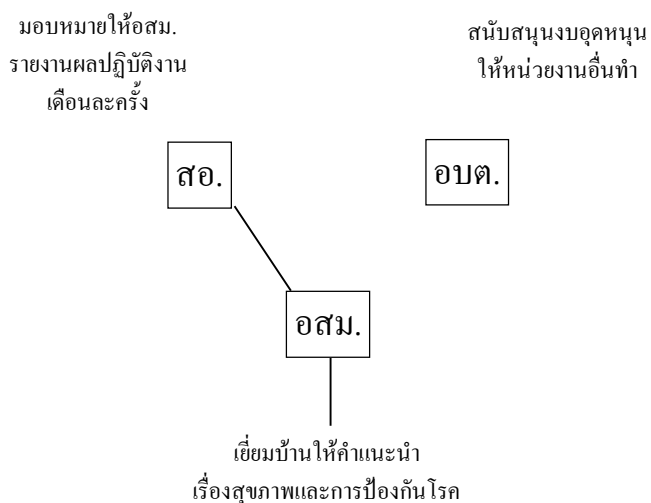 มอบหมายให้อสม.
รายงานผลปฏิบัติงาน
เดือนละครั้ง
สนับสนุนงบอุดหนุน
ให้หน่วยงานอื่นทำ
สอ.
อบต.
อสม.
เยี่ยมบ้านให้คำแนะนำ
เรื่องสุขภาพและการป้องกันโรค